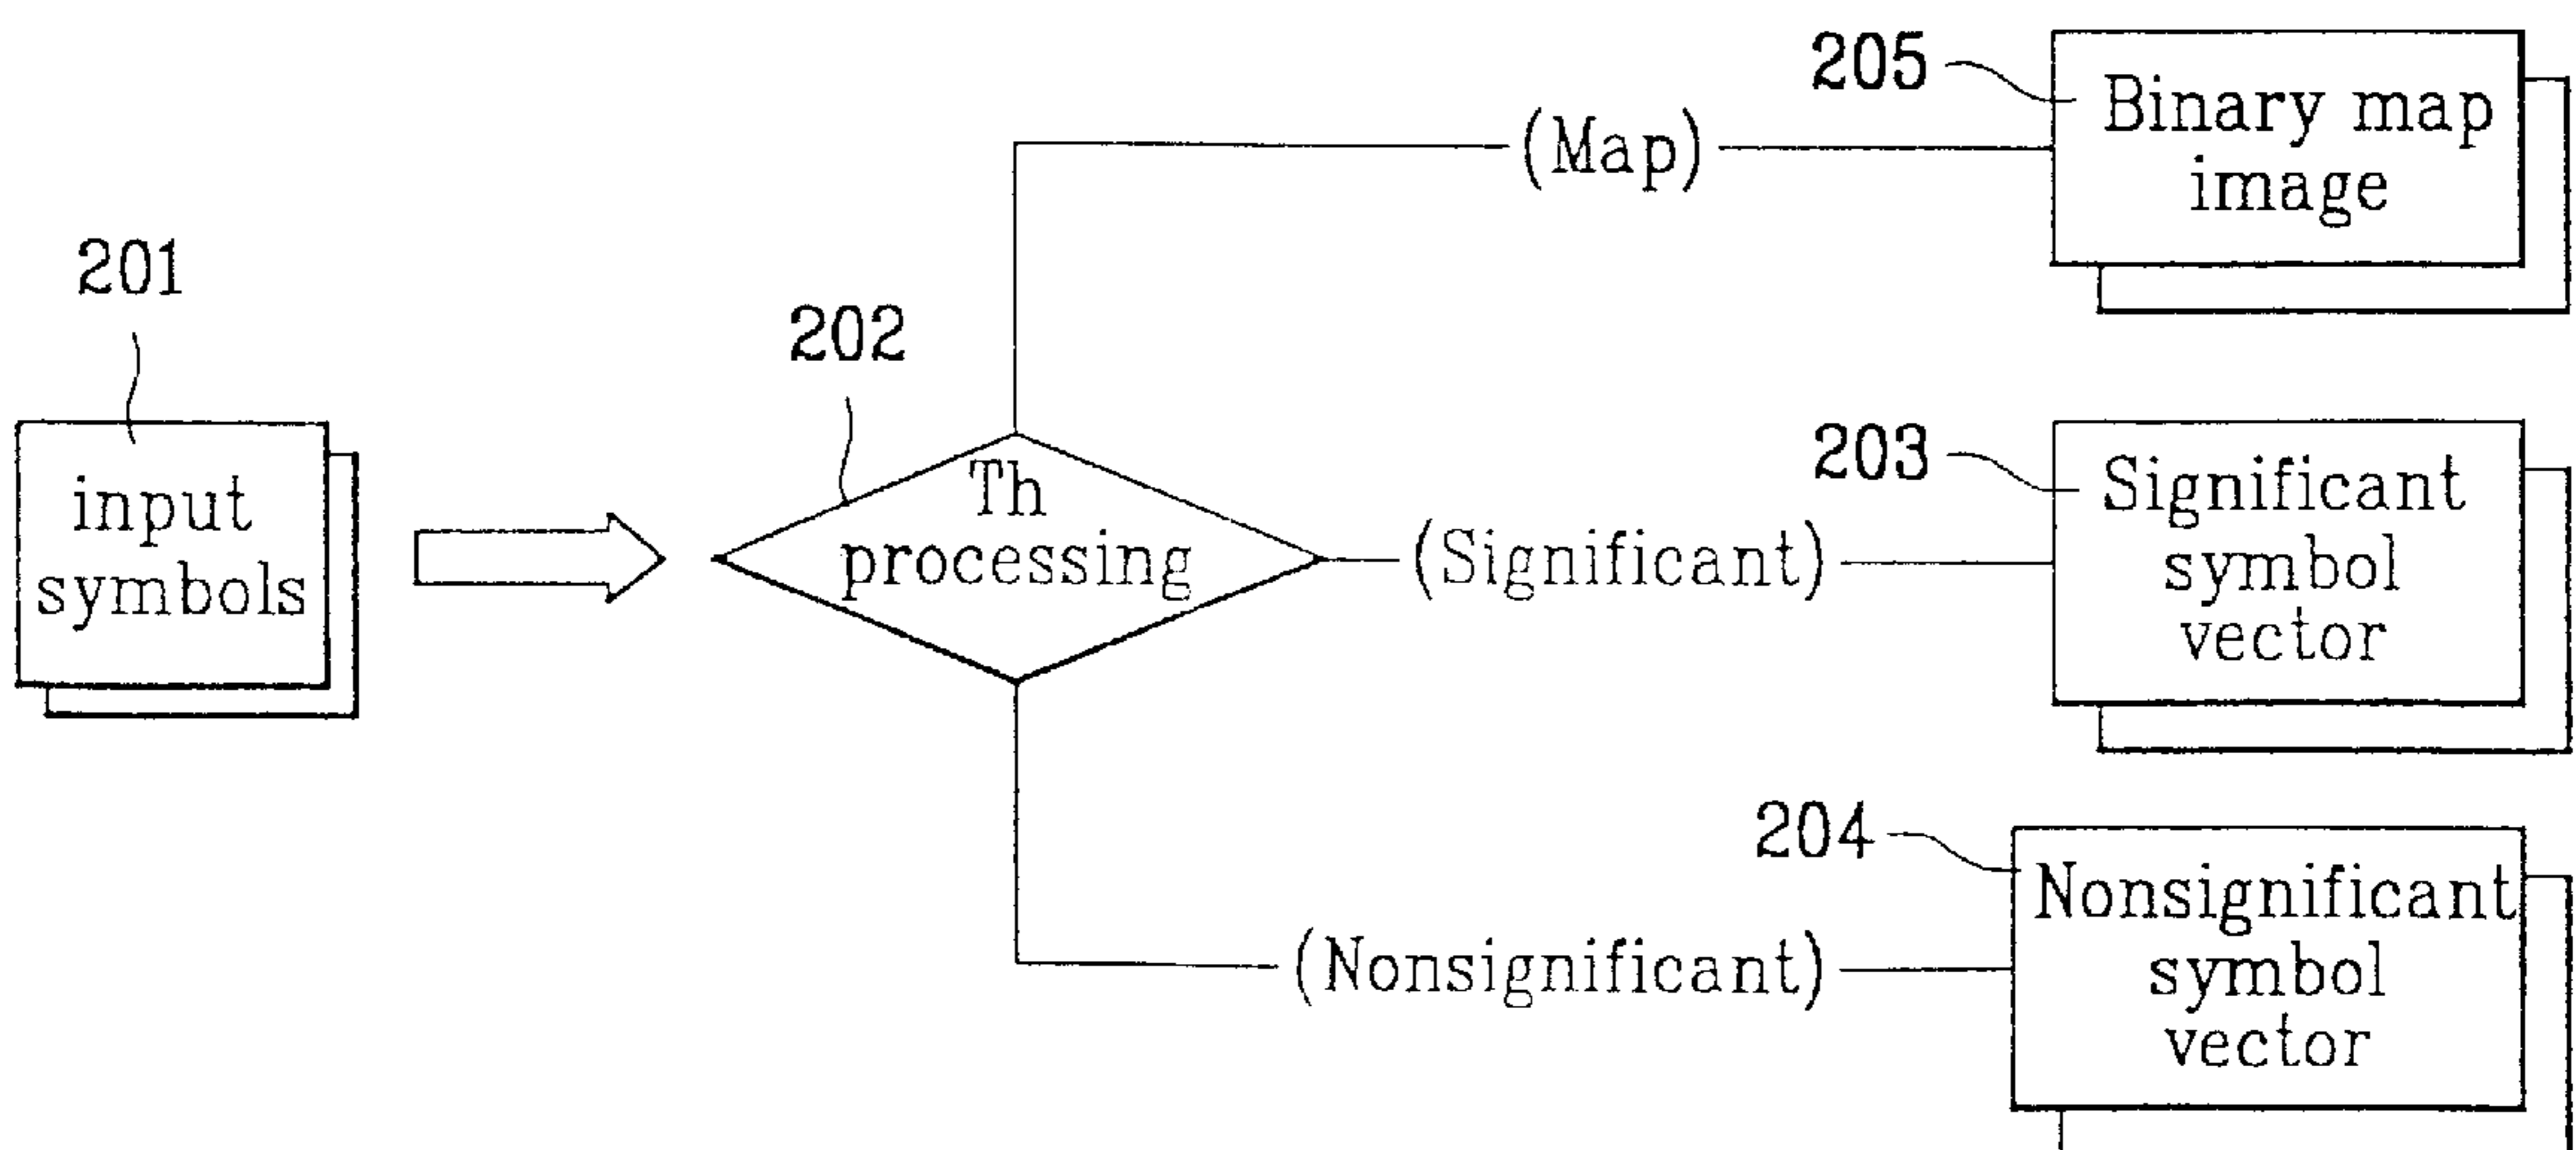 205
Binary map
image
(Map)
201
input
symbols
202
Th
processing
(Significant)
203
Significant
symbol
vector
204
Nonsignificant
symbol
vector
(Nonsignificant)